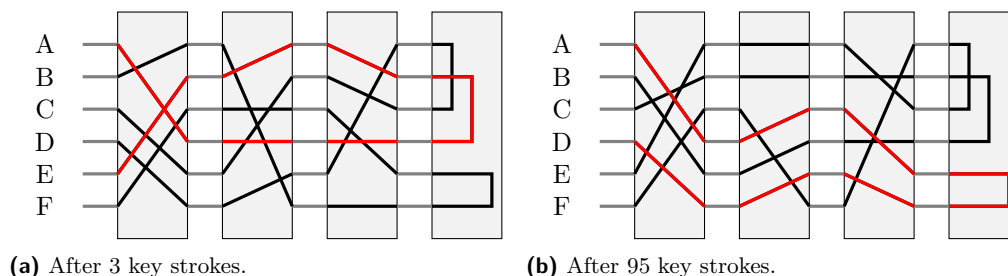 A
B
C
D
E
F
A
B
C
D
E
F
(a) After 3 key strokes.
(b) After 95 key strokes.